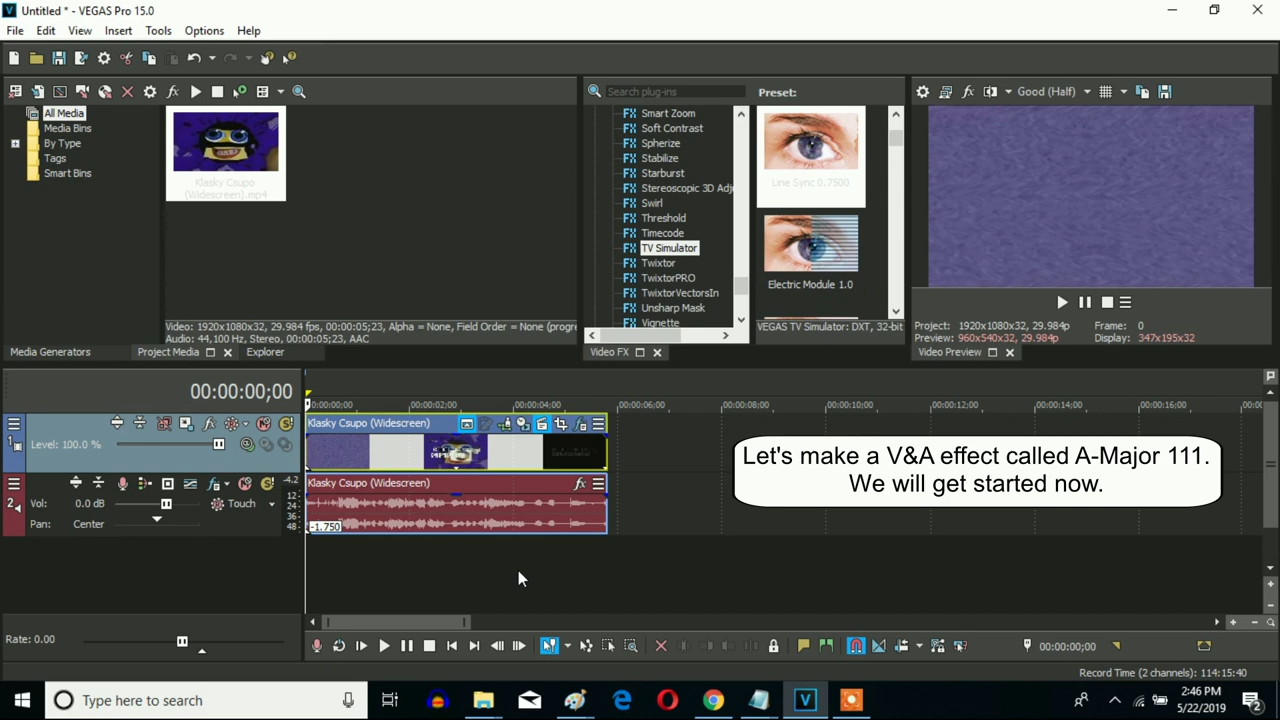 Untitled * - VEGAS Pro 15.0
File Edit View Insert Tools Options Help
All Media
Media Bins
By Type
Tags
Smart Bins
Klasky Csupo
(Widescreen).mp4
Video: 1920x1080x32, 29.984 fps, 00:00:05;23, Alpha = None, Field Order = None (progre
Audio: 44,100 Hz, Stereo, 00:00:05;23, AAC
Media Generators Project Media Explorer
Search plug-ins
Preset:
FX Smart Zoom
FX Soft Contrast
FX Spherize
FX Stabilize
FX Starburst
FX Stereoscopic 3D Adj
FX Swirl
FX Threshold
FX Timecode
FX TV Simulator
FX Twixtor
FX TwixtorPRO
FX TwixtorVectorsIn
FX Unsharp Mask
FX Vignette
Line Sync 0.7500
Electric Module 1.0
VEGAS TV Simulator: DXT, 32-bit
Video FX
Good (Half)
Project: 1920x1080x32, 29.984p Frame: 0
Preview: 960x540x32, 29.984p Display: 347x195x32
Video Preview
00:00:00;00
00:00:00;00 00:00:02;00 00:00:04;00 00:00:06;00 00:00:08;00 00:00:10;00 00:00:12;00 00:00:14;00 00:00:16;00 00:00
1
Level: 100.0 %
Klasky Csupo (Widescreen)
2
Vol: 0.0 dB Touch
Pan: Center
-4.2
12-
24-
36-
48-
Klasky Csupo (Widescreen)
-1.750
Let's make a V&A effect called A-Major 111.
We will get started now.
Rate: 0.00
00:00:00;00
Record Time (2 channels): 114:15:40
Type here to search
2:46 PM
5/22/2019
2